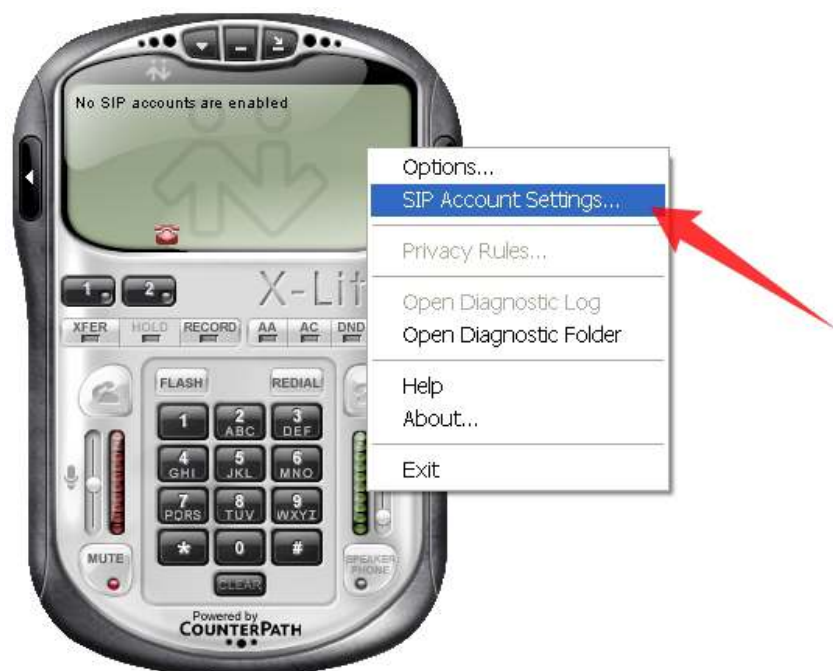 No SIP accounts are enabled
Options...
SIP Account Settings...
Privacy Rules...
Open Diagnostic Log
Open Diagnostic Folder
Help
About...
Exit
1 2
X-Lit
XFER HOLD RECORD AA AC DND
FLASH REDIAL
1 2 3
ABC DEF
4 5 6
GHI JKL MNO
7 8 9
PQRS TUV WXYZ
* 0 #
CLEAR
MUTE
SPEAKER
PHONE
Powered by
COUNTERPATH